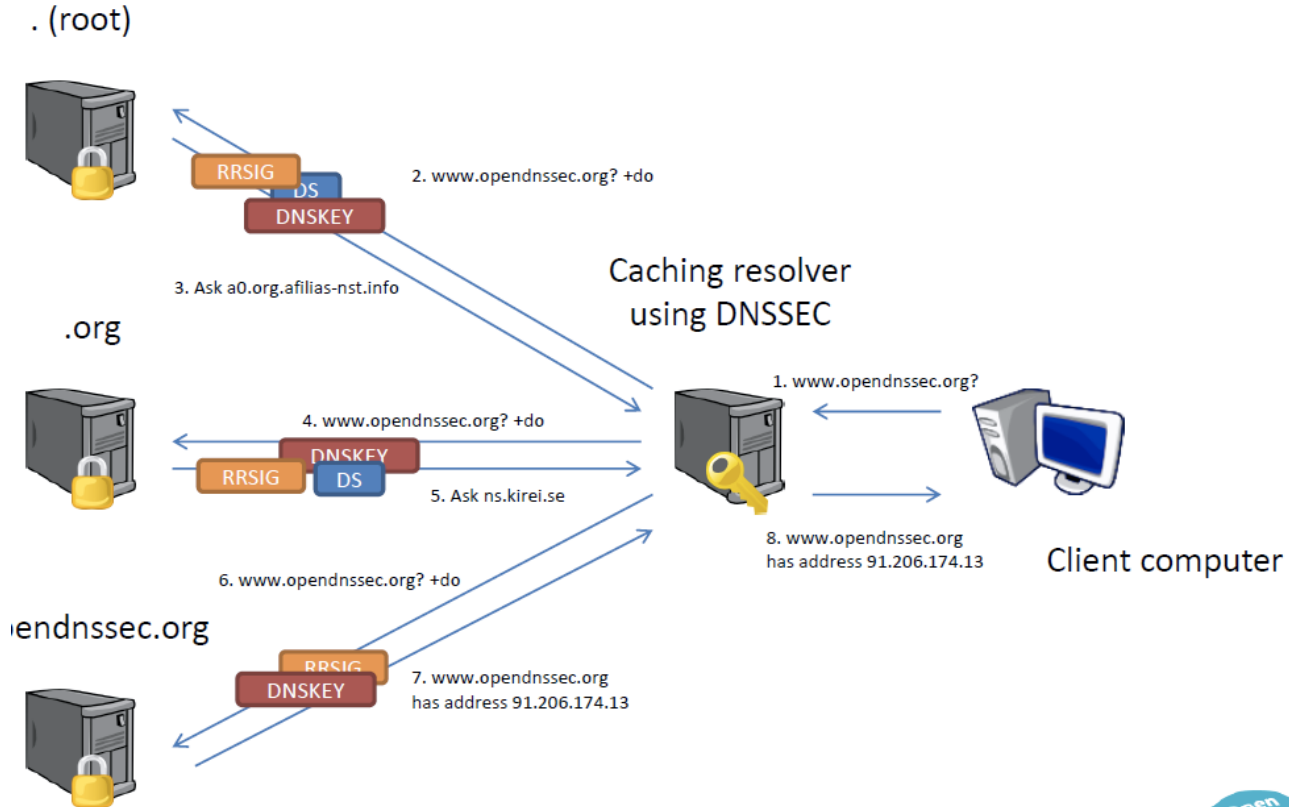 . (root)
RRSIG
DS
DNSKEY
2. www.opendnssec.org? +do
3. Ask a0.org.afilias-nst.info
Caching resolver
using DNSSEC
.org
1. www.opendnssec.org?
4. www.opendnssec.org? +do
DNSKEY
RRSIG
DS
5. Ask ns.kirei.se
8. www.opendnssec.org
has address 91.206.174.13
Client computer
6. www.opendnssec.org? +do
endnssec.org
RRSIG
DNSKEY
7. www.opendnssec.org
has address 91.206.174.13